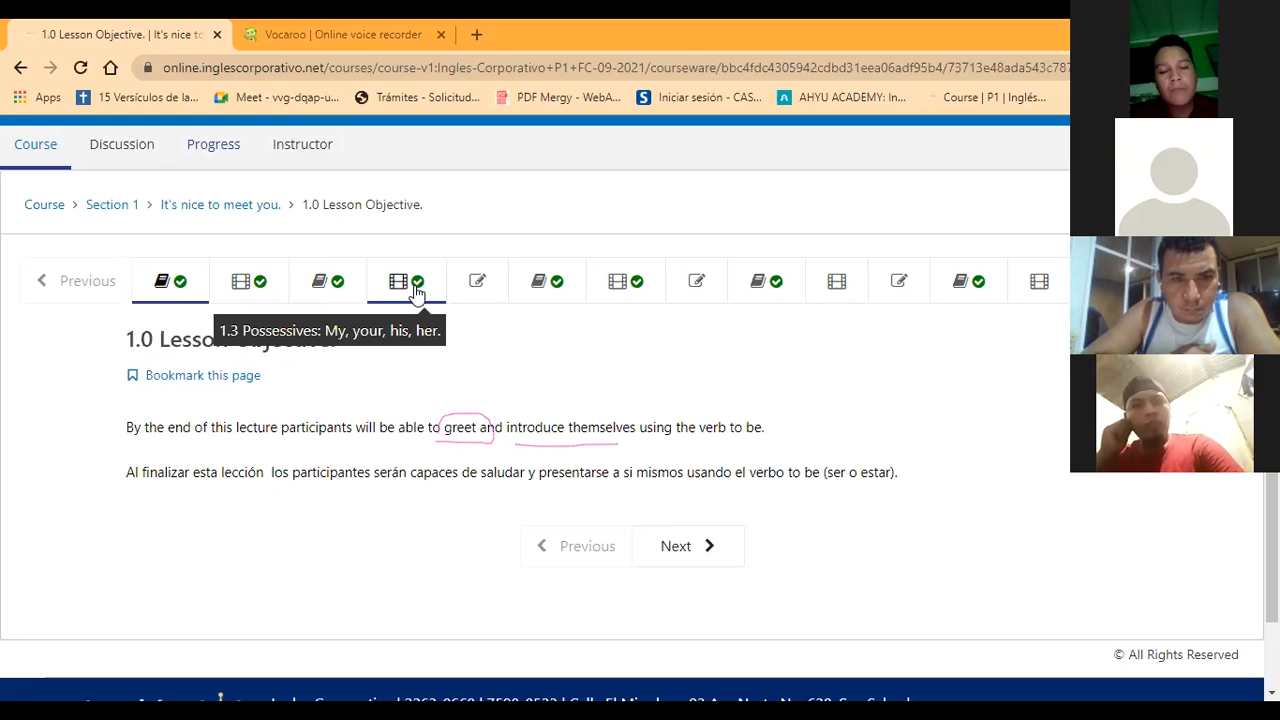 1.0 Lesson Objective. | It's nice to
Vocaroo | Online voice recorder
online.inglescorporativo.net/courses/course-v1:Ingles-Corporativo+P1+FC-09-2021/courseware/bbc4fdc4305942cdbd31eea06adf95b4/73713e48ada543c787
Apps
15 Versículos de la...
Meet - vvg-dqap-u...
Trámites - Solicitud...
PDF Mergy - WebA...
Iniciar sesión - CAS...
AHYU ACADEMY: In...
Course | P1 | Inglés...
Course
Discussion
Progress
Instructor
Course > Section 1 > It's nice to meet you. > 1.0 Lesson Objective.
Previous
1.3 Possessives: My, your, his, her.
1.0 Lesson Objective.
Bookmark this page
By the end of this lecture participants will be able to greet and introduce themselves using the verb to be.
Al finalizar esta lección los participantes serán capaces de saludar y presentarse a si mismos usando el verbo to be (ser o estar).
Previous
Next
© All Rights Reserved